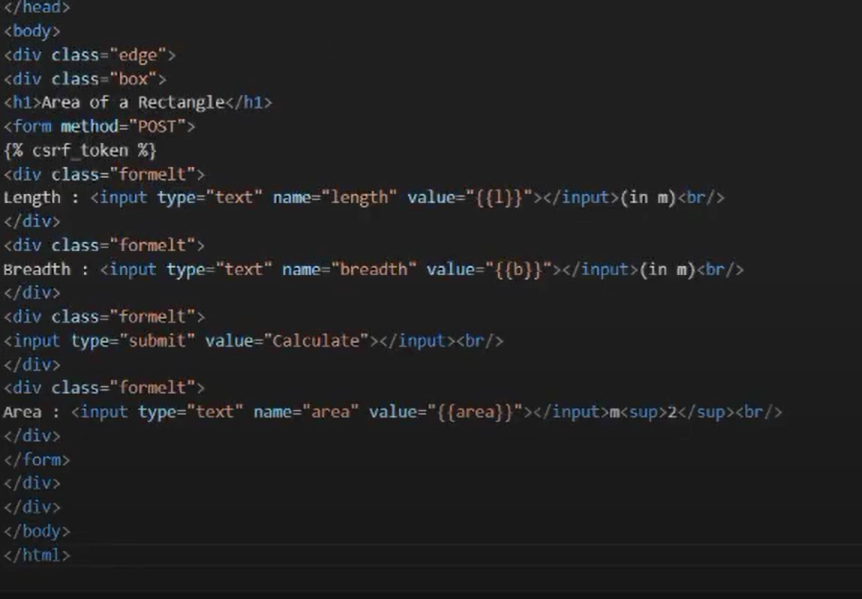 </head>
<body>
<div class="edge">
<div class="box">
<h1>Area of a Rectangle</h1>
<form method="POST">
{% csrf_token %}
<div class="formelt">
Length : <input type="text" name="length" value="{{l}}"></input>(in m)<br/>
</div>
<div class="formelt">
Breadth : <input type="text" name="breadth" value="{{b}}"></input>(in m)<br/>
</div>
<div class="formelt">
<input type="submit" value="Calculate"></input><br/>
</div>
<div class="formelt">
Area : <input type="text" name="area" value="{{area}}"></input>m<sup>2</sup><br/>
</div>
</form>
</div>
</div>
</body>
</html>